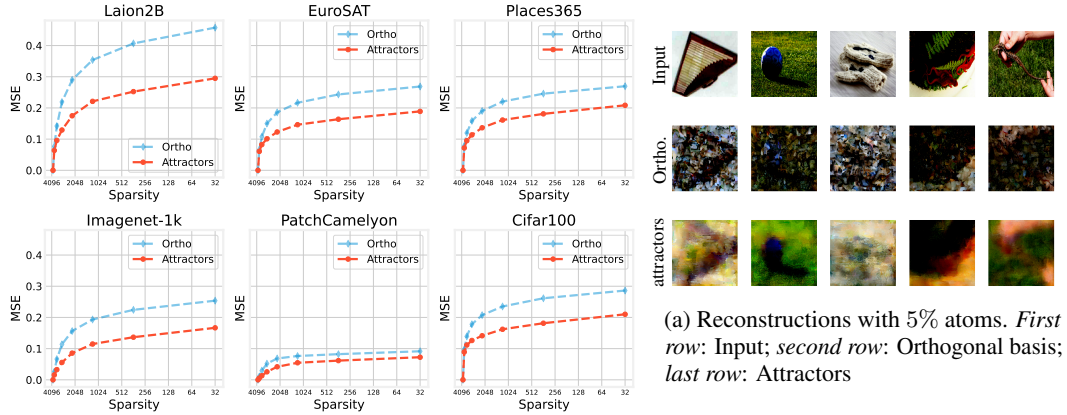 Laion2B
EuroSAT
Places365
MSE
0.4
0.3
0.2
0.1
0.0
Ortho
Attractors
4096 2048 1024 512 256 128 64 32
Sparsity
MSE
Ortho
Attractors
4096 2048 1024 512 256 128 64 32
Sparsity
MSE
Ortho
Attractors
4096 2048 1024 512 256 128 64 32
Sparsity
Imagenet-1k
PatchCamelyon
Cifar100
MSE
0.4
0.3
0.2
0.1
0.0
Ortho
Attractors
4096 2048 1024 512 256 128 64 32
Sparsity
MSE
Ortho
Attractors
4096 2048 1024 512 256 128 64 32
Sparsity
MSE
Ortho
Attractors
4096 2048 1024 512 256 128 64 32
Sparsity
Input
Ortho.
attractors
(a) Reconstructions with 5% atoms. First
row: Input; second row: Orthogonal basis;
last row: Attractors